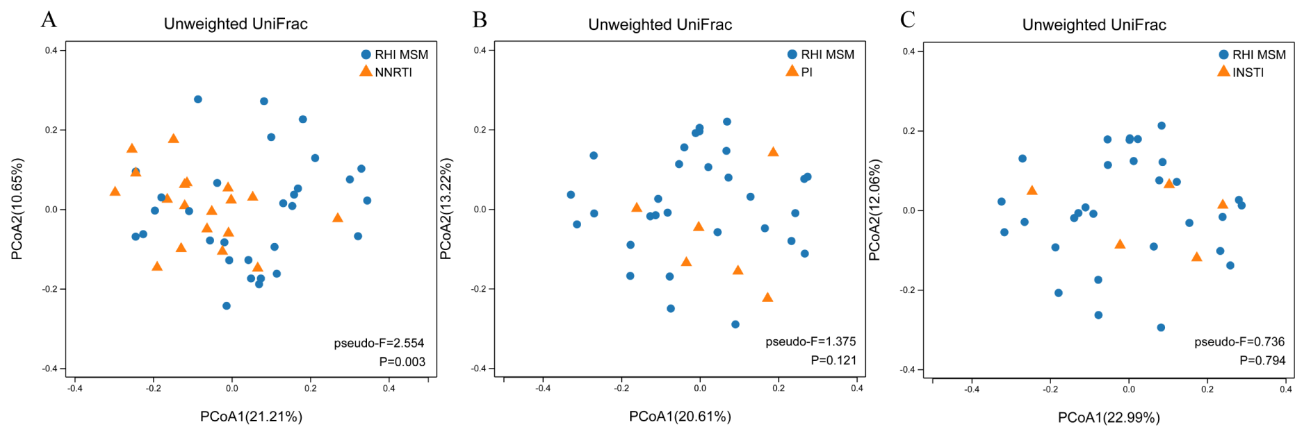 A
Unweighted UniFrac
RHI MSM
NNRTI
0.4
0.2
0.0
-0.2
-0.4
PCoA2(10.65%)
pseudo-F=2.554
P=0.003
-0.4
-0.2
0.0
0.2
0.4
PCoA1(21.21%)
B
Unweighted UniFrac
RHI MSM
PI
0.4
0.2
0.0
-0.2
-0.4
PCoA2(13.22%)
pseudo-F=1.375
P=0.121
-0.4
-0.2
0.0
0.2
0.4
PCoA1(20.61%)
C
Unweighted UniFrac
RHI MSM
INSTI
0.4
0.2
0.0
-0.2
-0.4
PCoA2(12.06%)
pseudo-F=0.736
P=0.794
-0.4
-0.2
0.0
0.2
0.4
PCoA1(22.99%)